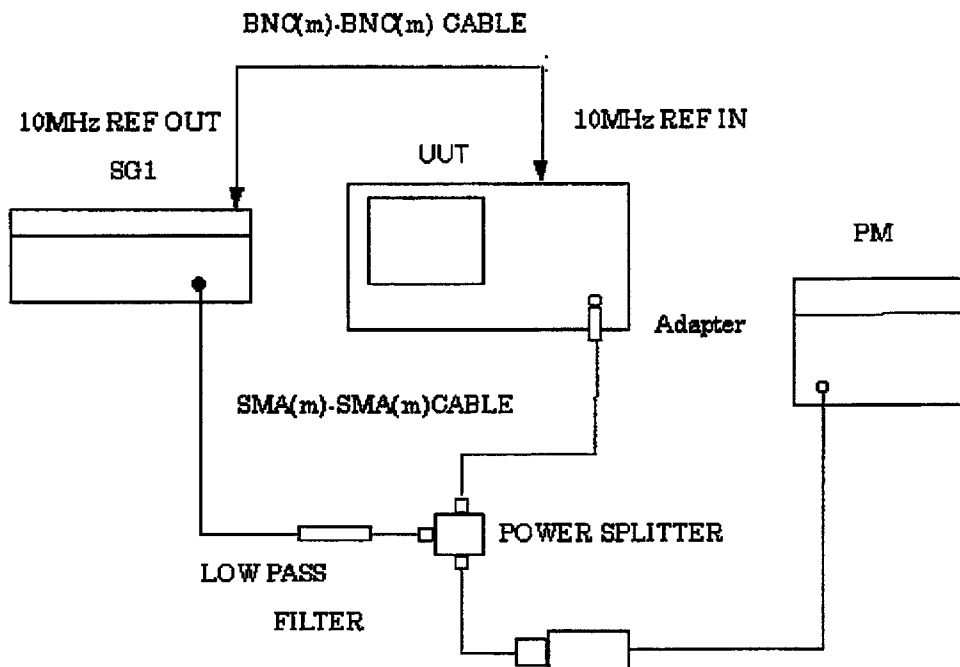 BNC(m)-BNC(m) CABLE
10MHz REF OUT
10MHz REF IN
SG1
UUT
PM
Adapter
SMA(m)-SMA(m)CABLE
POWER SPLITTER
LOW PASS
FILTER